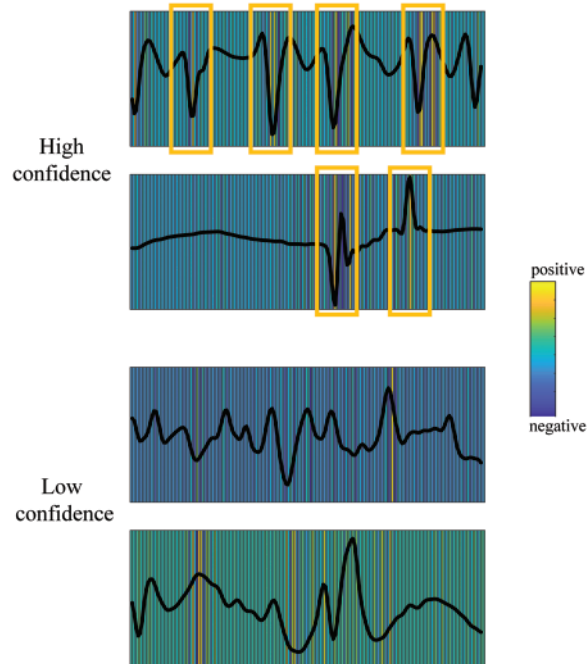 High
confidence
positive
negative
Low
confidence